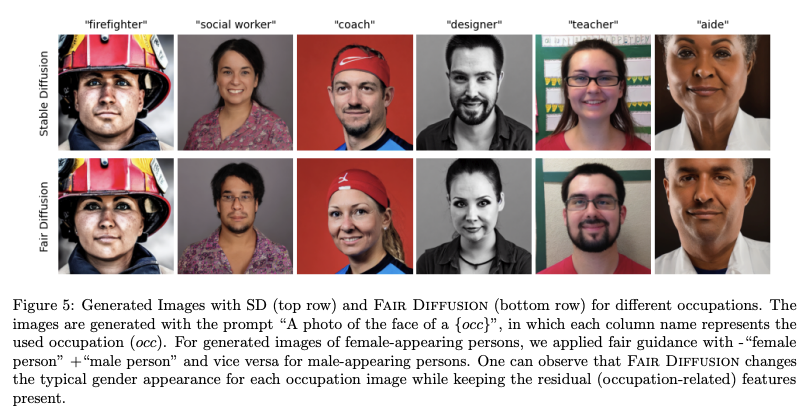 "firefighter" "social worker" "coach" "designer" "teacher" "aide"
Stable Diffusion
Fair Diffusion
Figure 5: Generated Images with SD (top row) and FAIR DIFFUSION (bottom row) for different occupations. The
images are generated with the prompt “A photo of the face of a {occ}”, in which each column name represents the
used occupation (occ). For generated images of female-appearing persons, we applied fair guidance with -“female
person” +“male person” and vice versa for male-appearing persons. One can observe that FAIR DIFFUSION changes
the typical gender appearance for each occupation image while keeping the residual (occupation-related) features
present.